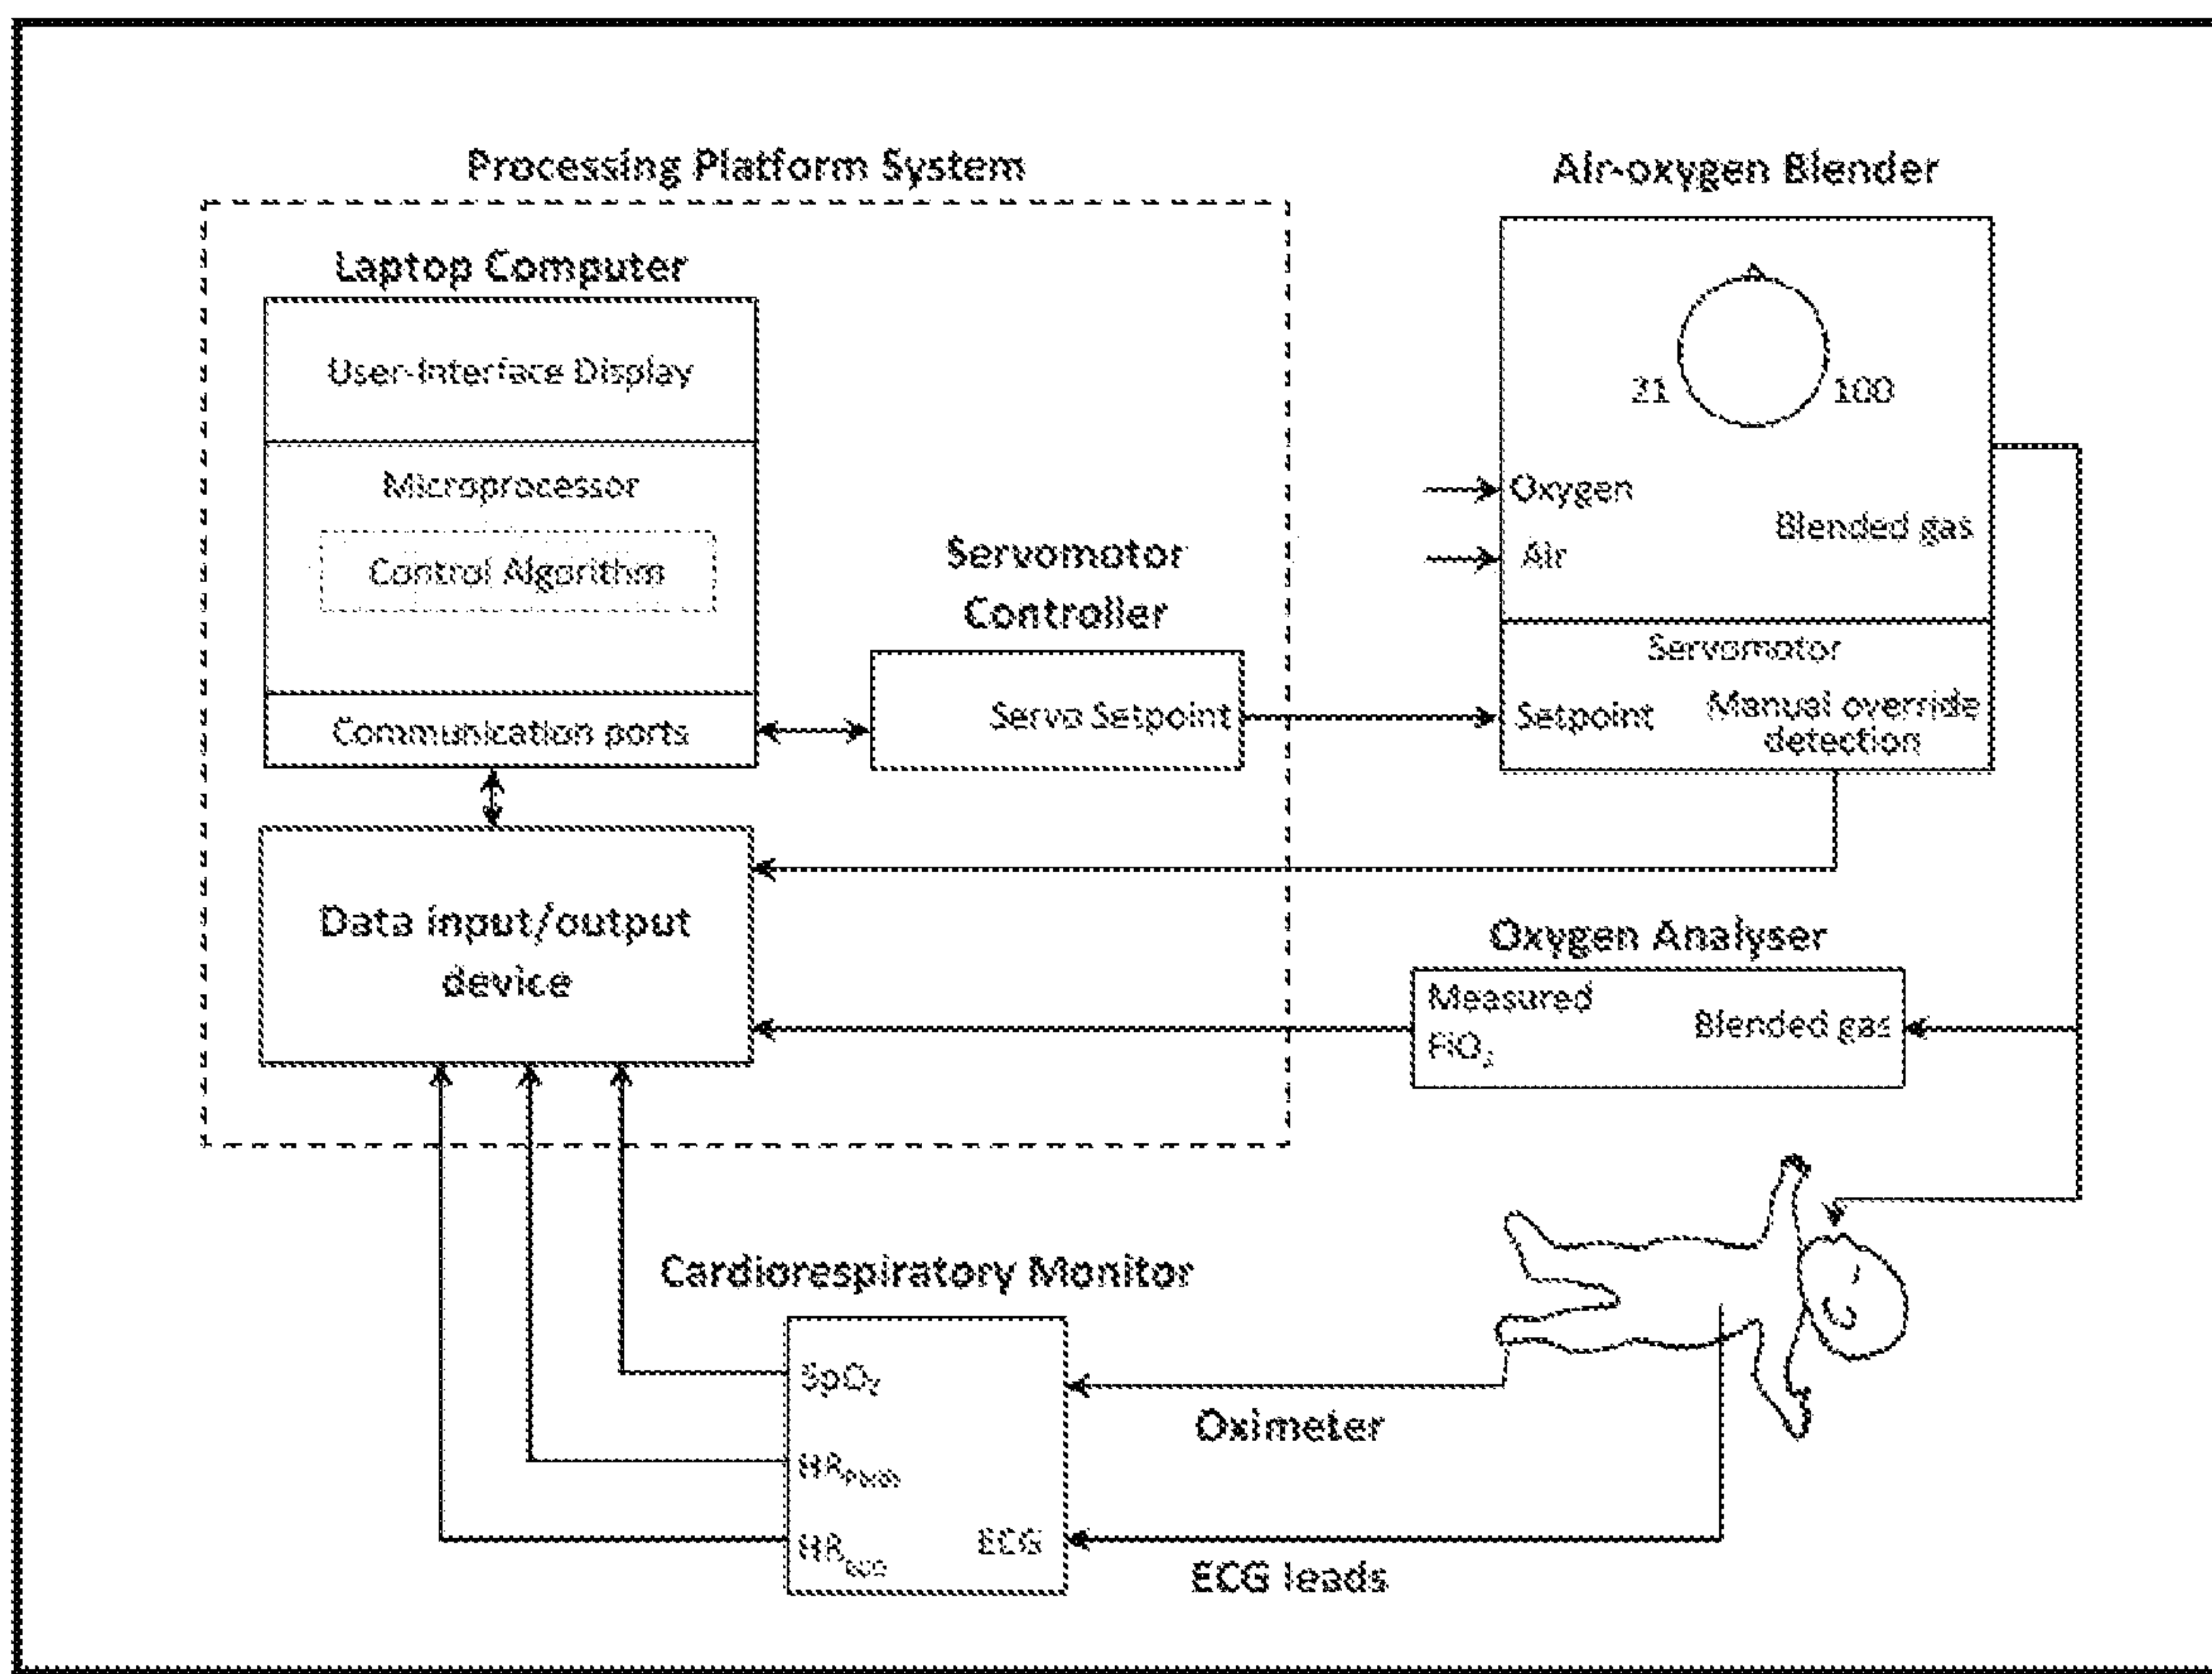 Processing Platform System
Laptop Computer
User-Interface Display
Microprocessor
Control Algorithm
Communication ports
Servomotor
Controller
Servo Setpoint
Data input/output
device
Air-oxygen Blender
21
100
Oxygen
Air
Blended gas
Servomotor
Setpoint
Manual override
detection
Oxygen Analyser
Measured
FiO₂
Blended gas
Cardiorespiratory Monitor
SpO₂
HR
HR
ECG
Oximeter
ECG leads